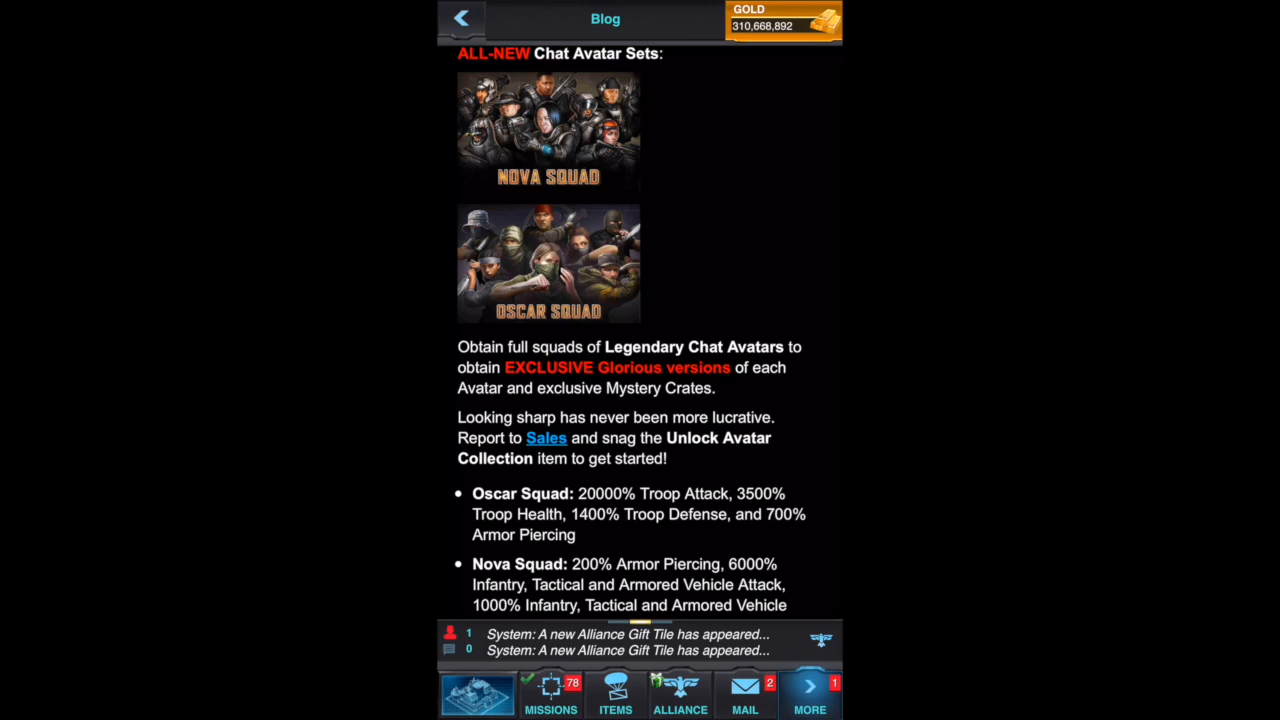 Blog
GOLD
310,668,892
ALL-NEW Chat Avatar Sets:
NOVA SQUAD
OSCAR SQUAD
Obtain full squads of Legendary Chat Avatars to
obtain EXCLUSIVE Glorious versions of each
Avatar and exclusive Mystery Crates.
Looking sharp has never been more lucrative.
Report to Sales and snag the Unlock Avatar
Collection item to get started!
• Oscar Squad: 20000% Troop Attack, 3500%
Troop Health, 1400% Troop Defense, and 700%
Armor Piercing
• Nova Squad: 200% Armor Piercing, 6000%
Infantry, Tactical and Armored Vehicle Attack,
1000% Infantry, Tactical and Armored Vehicle
1 System: A new Alliance Gift Tile has appeared...
0 System: A new Alliance Gift Tile has appeared...
78
2
1
MISSIONS ITEMS ALLIANCE MAIL MORE